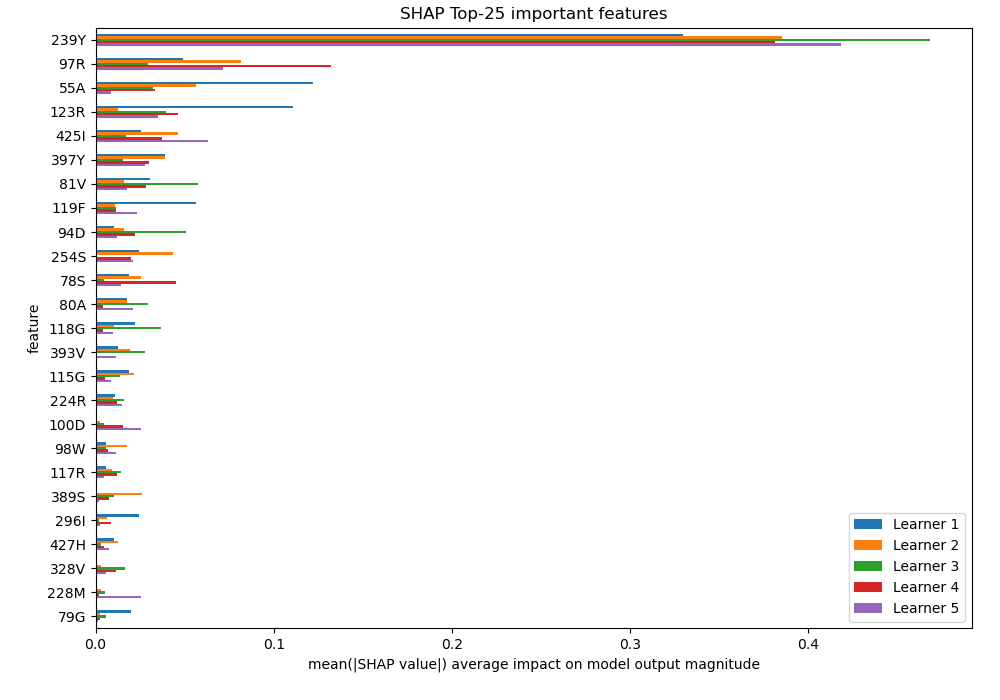 SHAP Top-25 important features
239Y
97R
55A
123R
425I
397Y
81V
119F
94D
254S
78S
80A
118G
393V
115G
224R
100D
98W
117R
389S
296I
427H
328V
228M
79G
feature
Learner 1
Learner 2
Learner 3
Learner 4
Learner 5
0.0 0.1 0.2 0.3 0.4
mean(|SHAP value|) average impact on model output magnitude